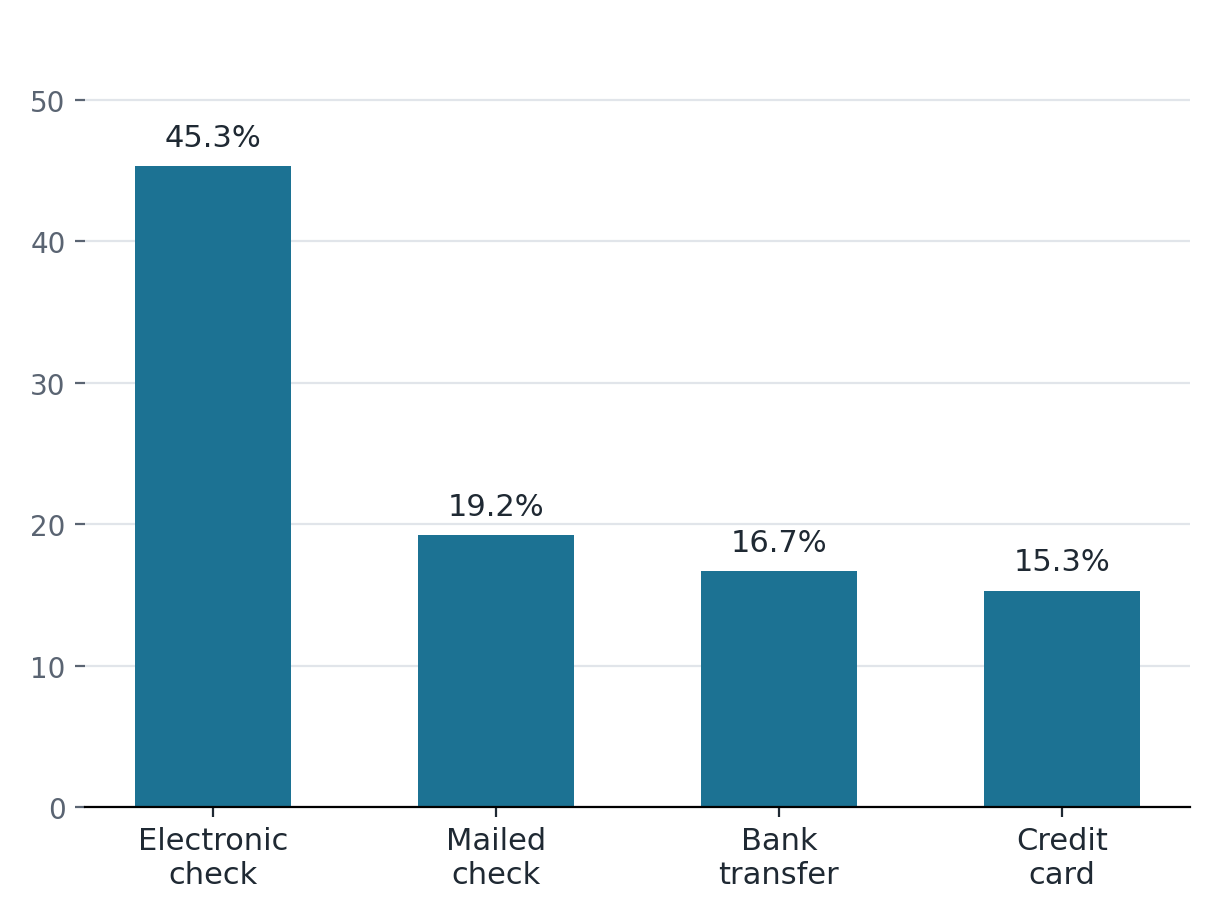 50
45.3%
40
30
20
19.2%
16.7%
15.3%
10
0
Electronic
check
Mailed
check
Bank
transfer
Credit
card